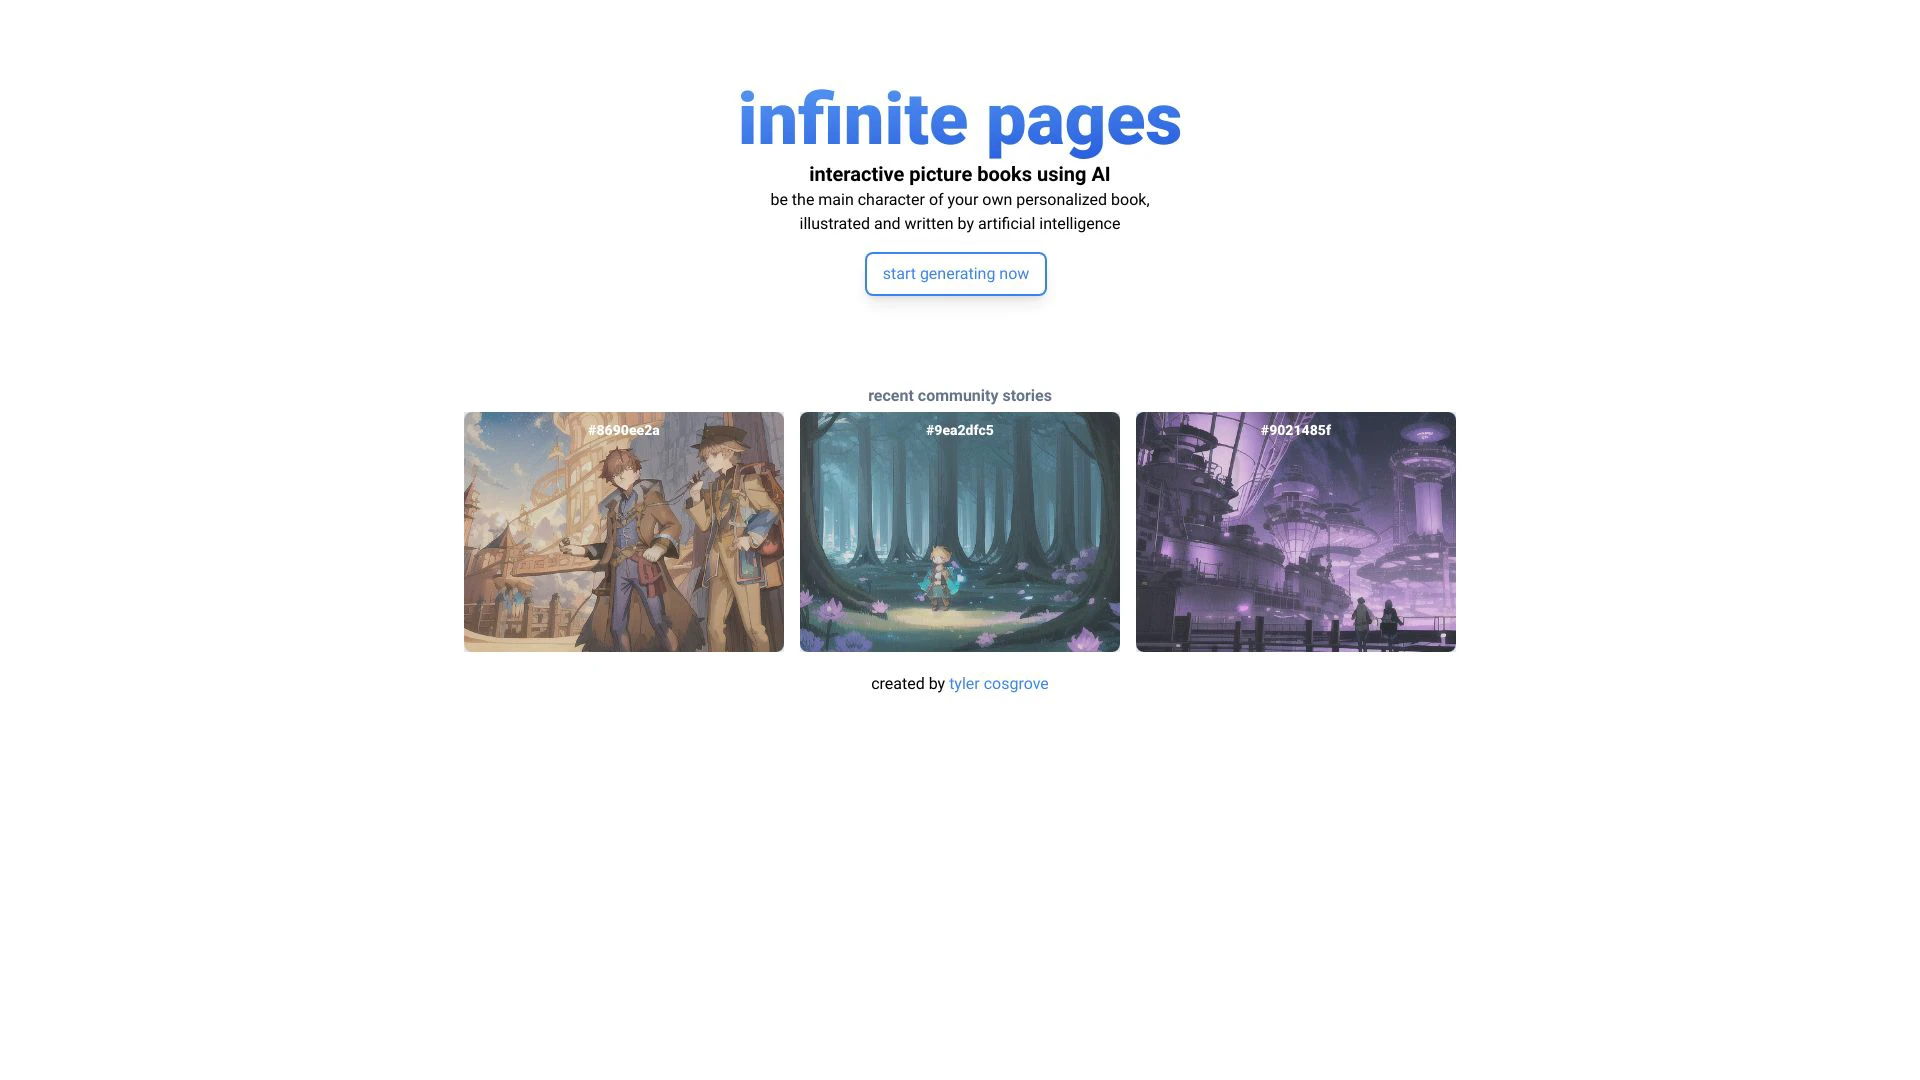 infinite pages
interactive picture books using AI
be the main character of your own personalized book,
illustrated and written by artificial intelligence
start generating now
recent community stories
#8690ee2a
#9ea2dfc5
#9021485f
created by tyler cosgrove